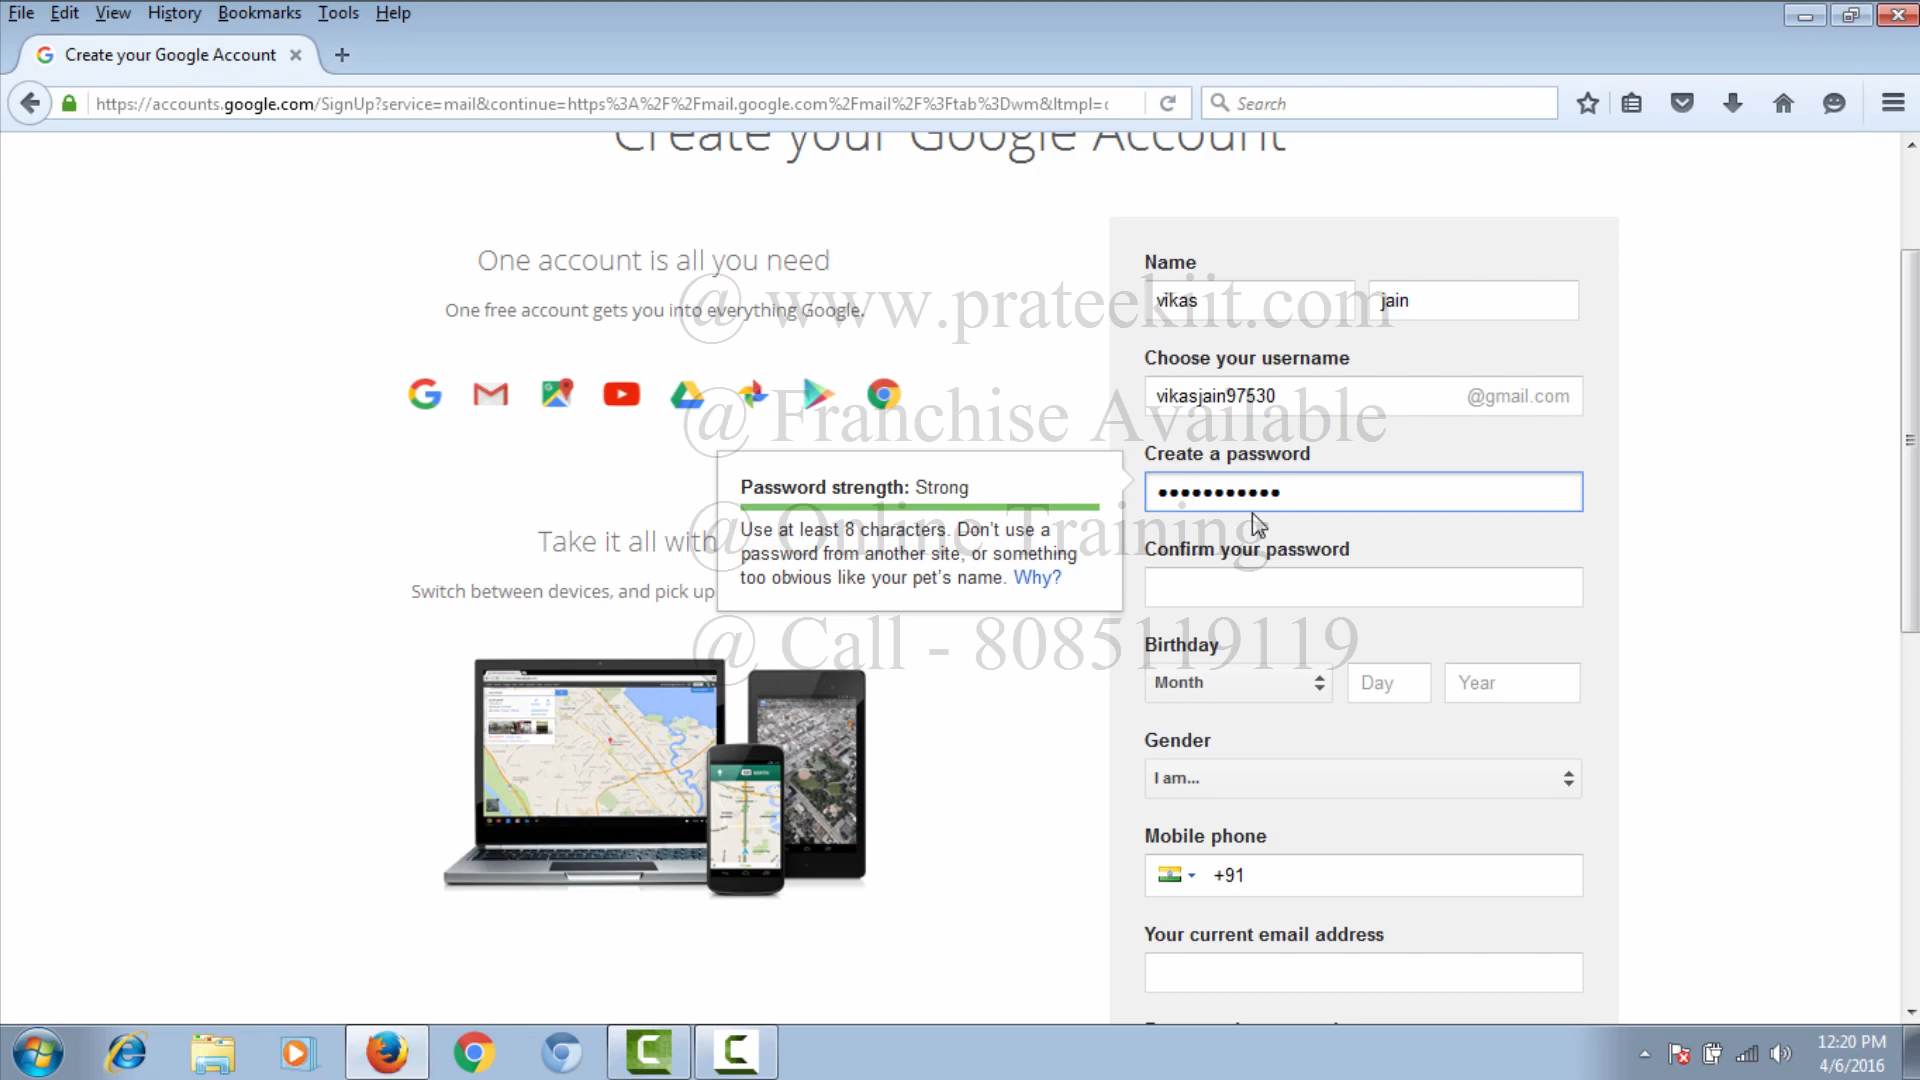 File Edit View History Bookmarks Tools Help
Create your Google Account
https://accounts.google.com/SignUp?service=mail&continue=https%3A%2F%2Fmail.google.com%2Fmail%2F%3Ftab%3Dwm&ltmpl=
Search
Create your Google Account
One account is all you need
One free account gets you into everything Google.
@ www.prateekiit.com
@ Franchise Available
@ Online Training
@ Call - 8085119119
Take it all with
Switch between devices, and pick up
Password strength: Strong
Use at least 8 characters. Don't use a
password from another site, or something
too obvious like your pet's name. Why?
Name
vikas jain
Choose your username
vikasjain97530 @gmail.com
Create a password
Confirm your password
Birthday
Month Day Year
Gender
I am...
Mobile phone
+91
Your current email address
12:20 PM
4/6/2016